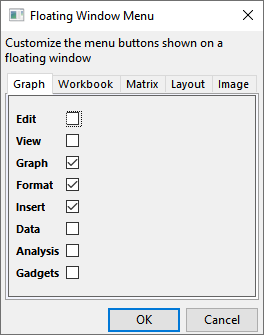 Floating Window Menu
Customize the menu buttons shown on a
floating window
Graph Workbook Matrix Layout Image
Edit
View
Graph
Format
Insert
Data
Analysis
Gadgets
OK Cancel